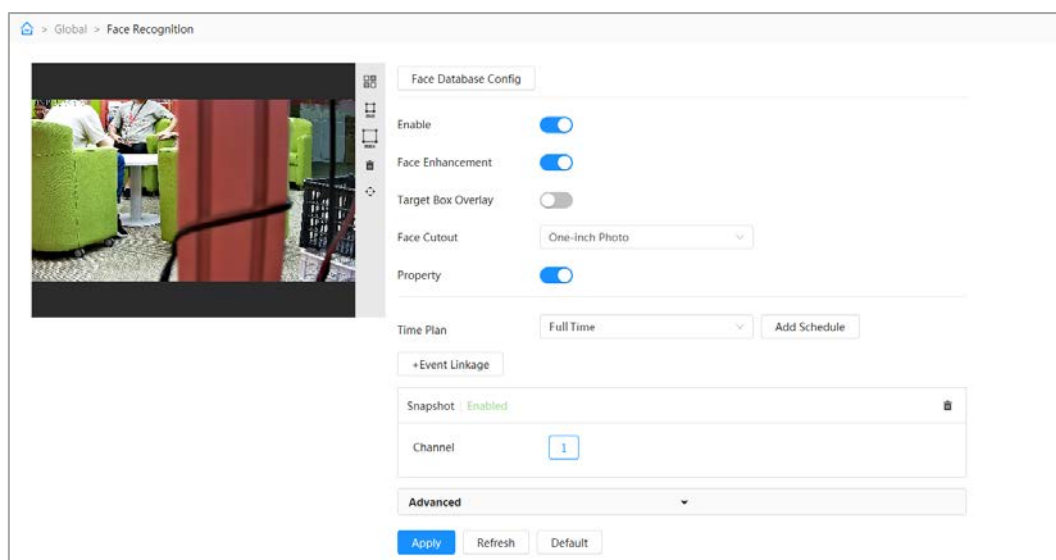 > Global > Face Recognition
Face Database Config
Enable
Face Enhancement
Target Box Overlay
Face Cutout One-inch Photo
Property
Time Plan Full Time Add Schedule
+Event Linkage
Snapshot Enabled
Channel 1
Advanced
Apply Refresh Default